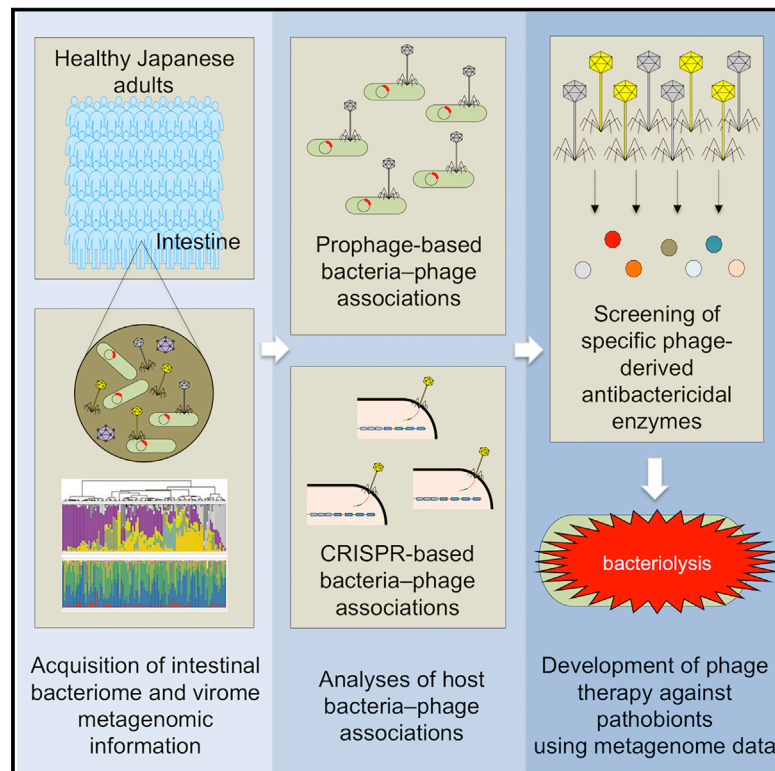 Healthy Japanese
adults
Intestine
Acquisition of intestinal
bacteriome and virome
metagenomic
information
Prophage-based
bacteria–phage
associations
CRISPR-based
bacteria–phage
associations
Analyses of host
bacteria–phage
associations
Screening of
specific phage-
derived
antibactericidal
enzymes
bacteriolysis
Development of phage
therapy against
pathobionts
using metagenome data